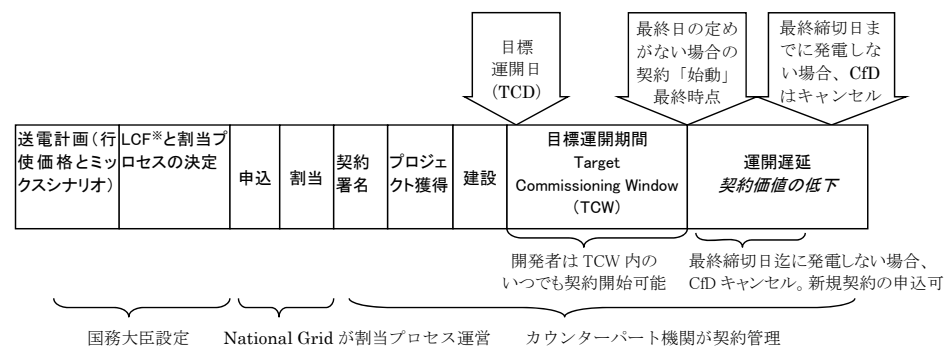 目標
運開日
(TCD)
最終日の定め
がない場合の
契約「始動」
最終時点
最終締切日ま
でに発電しな
い場合、CfD
はキャンセル
送電計画(行
使価格とミッ
クスシナリオ)
LCF※と割当プ
ロセスの決定
申込
割当
契約
署名
プロジェ
クト獲得
建設
目標運開期間
Target
Commissioning Window
(TCW)
運開遅延
契約価値の低下
開発者は TCW 内の
いつでも契約開始可能
最終締切日迄に発電しない場合、
CfD キャンセル。新規契約の申込可
国務大臣設定
National Grid が割当プロセス運営
カウンターパート機関が契約管理